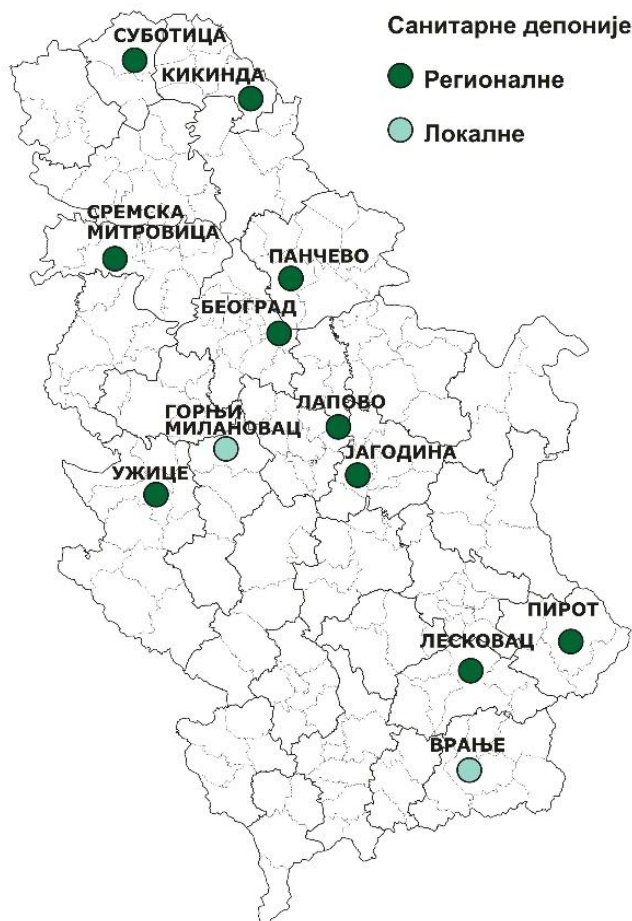 Санитарне депоније
Регионалне
Локалне
СУБОТИЦА
КИКИНДА
СРЕМСКА
МИТРОВИЦА
ПАНЧЕВО
БЕОГРАД
ЛАПОВО
ГОРЊИ
МИЛАНОВАЦ
ЈАГОДИНА
УЖИЦЕ
ПИРОТ
ЛЕСКОВАЦ
ВРАЊЕ